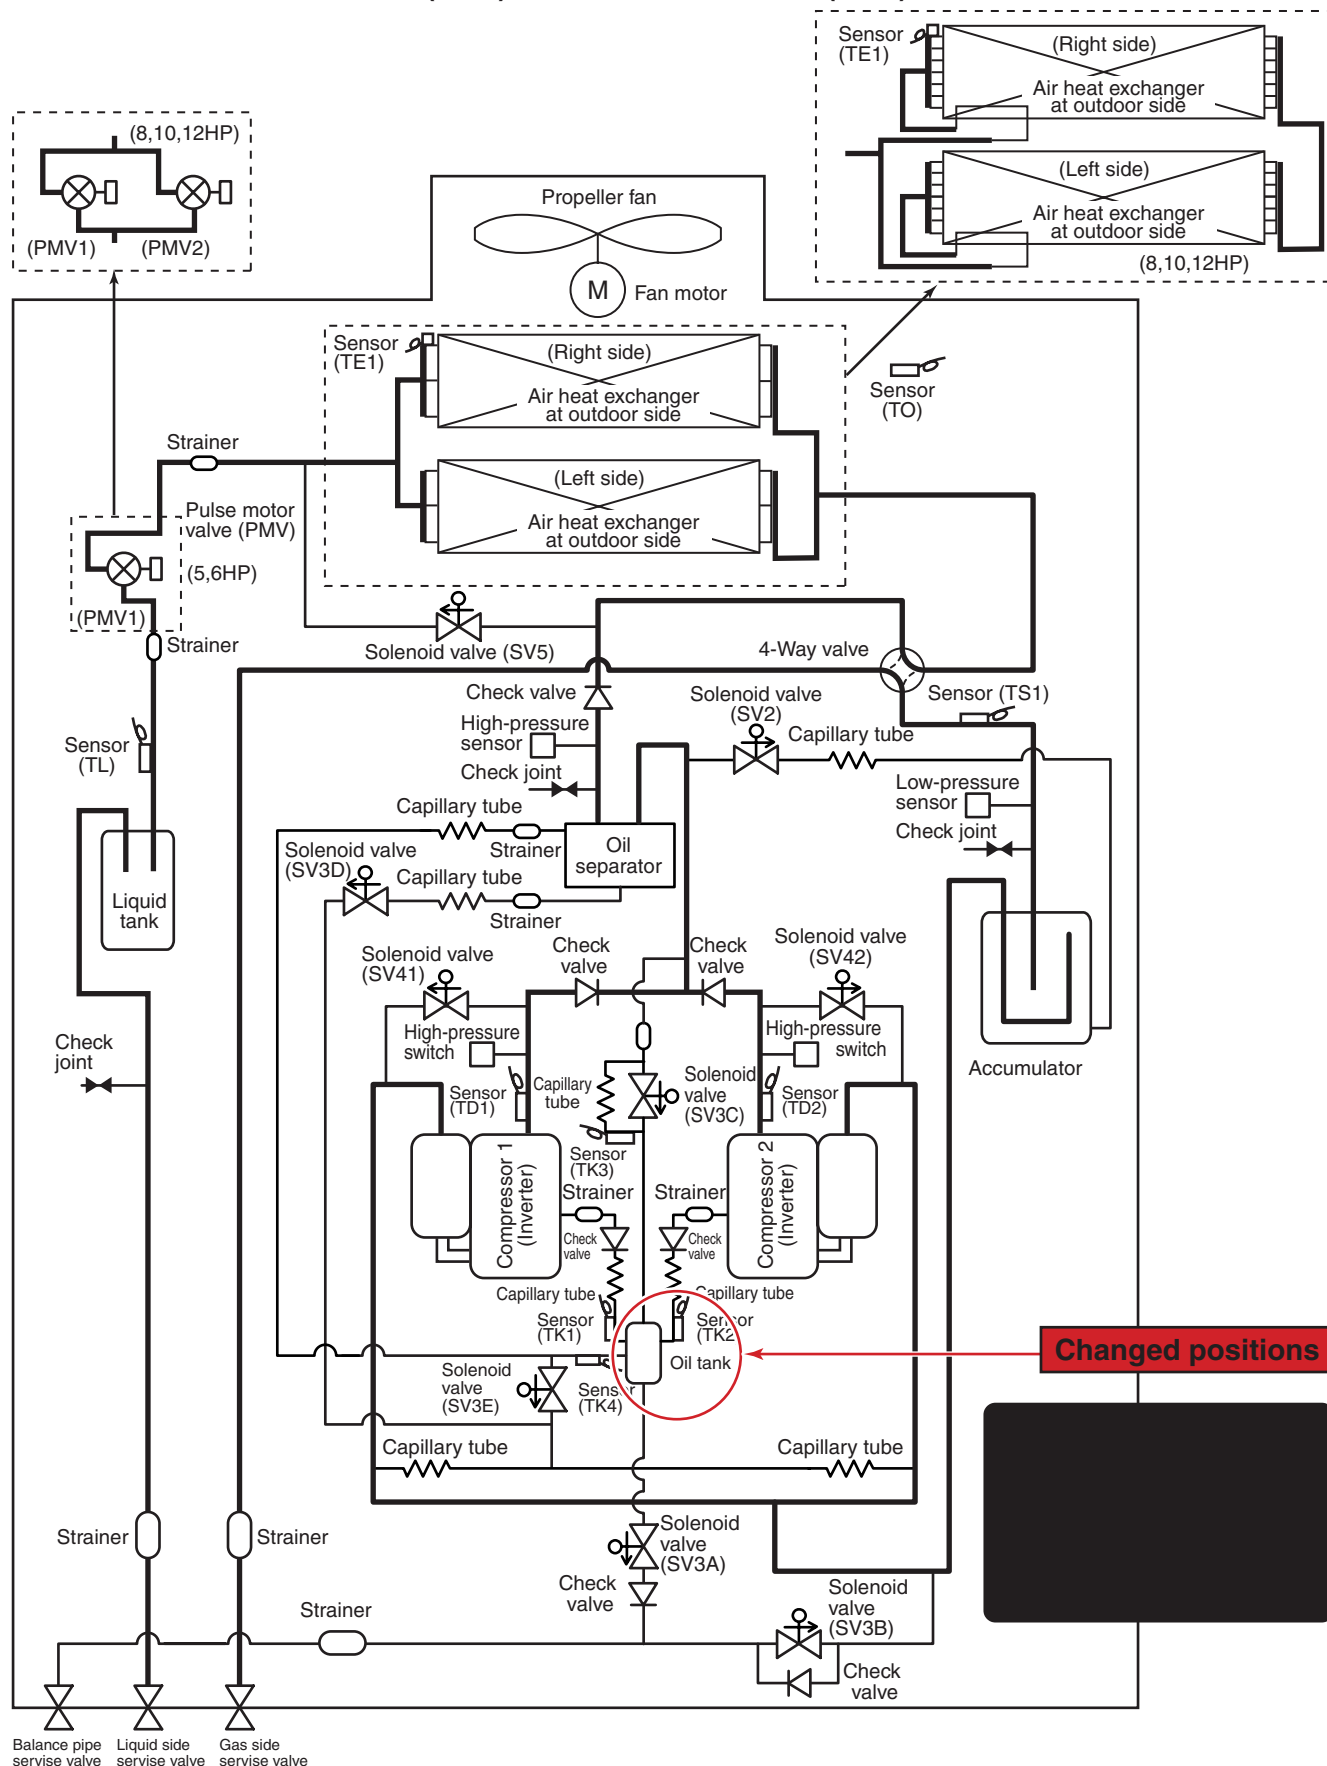 Sensor
(TE1)
(Right side)
Air heat exchanger
at outdoor side
(Left side)
Air heat exchanger
at outdoor side
(8,10,12HP)
(8,10,12HP)
(PMV1)
(PMV2)
Propeller fan
M
Fan motor
Sensor
(TE1)
(Right side)
Air heat exchanger
at outdoor side
(Left side)
Air heat exchanger
at outdoor side
Sensor
(TO)
Strainer
Pulse motor
valve (PMV)
(5,6HP)
(PMV1)
Strainer
Solenoid valve (SV5)
4-Way valve
Check valve
Solenoid valve
(SV2)
Sensor (TS1)
High-pressure
sensor
Capillary tube
Sensor
(TL)
Check joint
Low-pressure
sensor
Capillary tube
Check joint
Strainer
Oil
separator
Solenoid valve
(SV3D)
Capillary tube
Strainer
Liquid
tank
Check
valve
Check
valve
Solenoid valve
(SV42)
Solenoid valve
(SV41)
High-pressure
switch
High-pressure
switch
Check
joint
Accumulator
Sensor
(TD1)
Capillary
tube
Solenoid
valve
(SV3C)
Sensor
(TD2)
Sensor
(TK3)
Compressor 1
(Inverter)
Compressor 2
(Inverter)
Strainer
Strainer
Check
valve
Check
valve
Capillary tube
Capillary tube
Sensor
(TK1)
Sensor
(TK2
Oil tank
Changed positions
Solenoid
valve
(SV3E)
Sensor
(TK4)
Capillary tube
Capillary tube
Strainer
Strainer
Solenoid
valve
(SV3A)
Check
valve
Solenoid
valve
(SV3B)
Strainer
Check
valve
Balance pipe
servise valve
Liquid side
servise valve
Gas side
servise valve